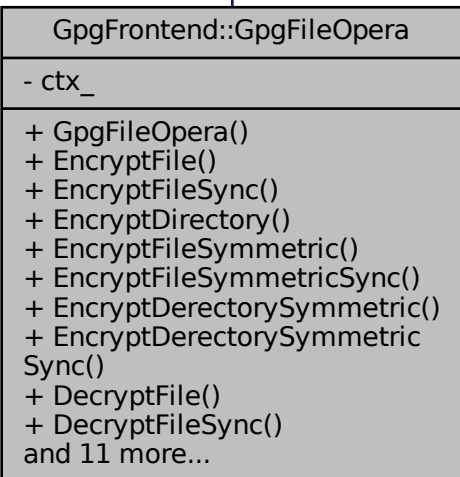 GpgFrontend::GpgFileOpera
- ctx_
+ GpgFileOpera()
+ EncryptFile()
+ EncryptFileSync()
+ EncryptDirectory()
+ EncryptFileSymmetric()
+ EncryptFileSymmetricSync()
+ EncryptDerectorySymmetric()
+ EncryptDerectorySymmetric
Sync()
+ DecryptFile()
+ DecryptFileSync()
and 11 more...